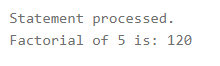 Statement processed.
Factorial of 5 is: 120